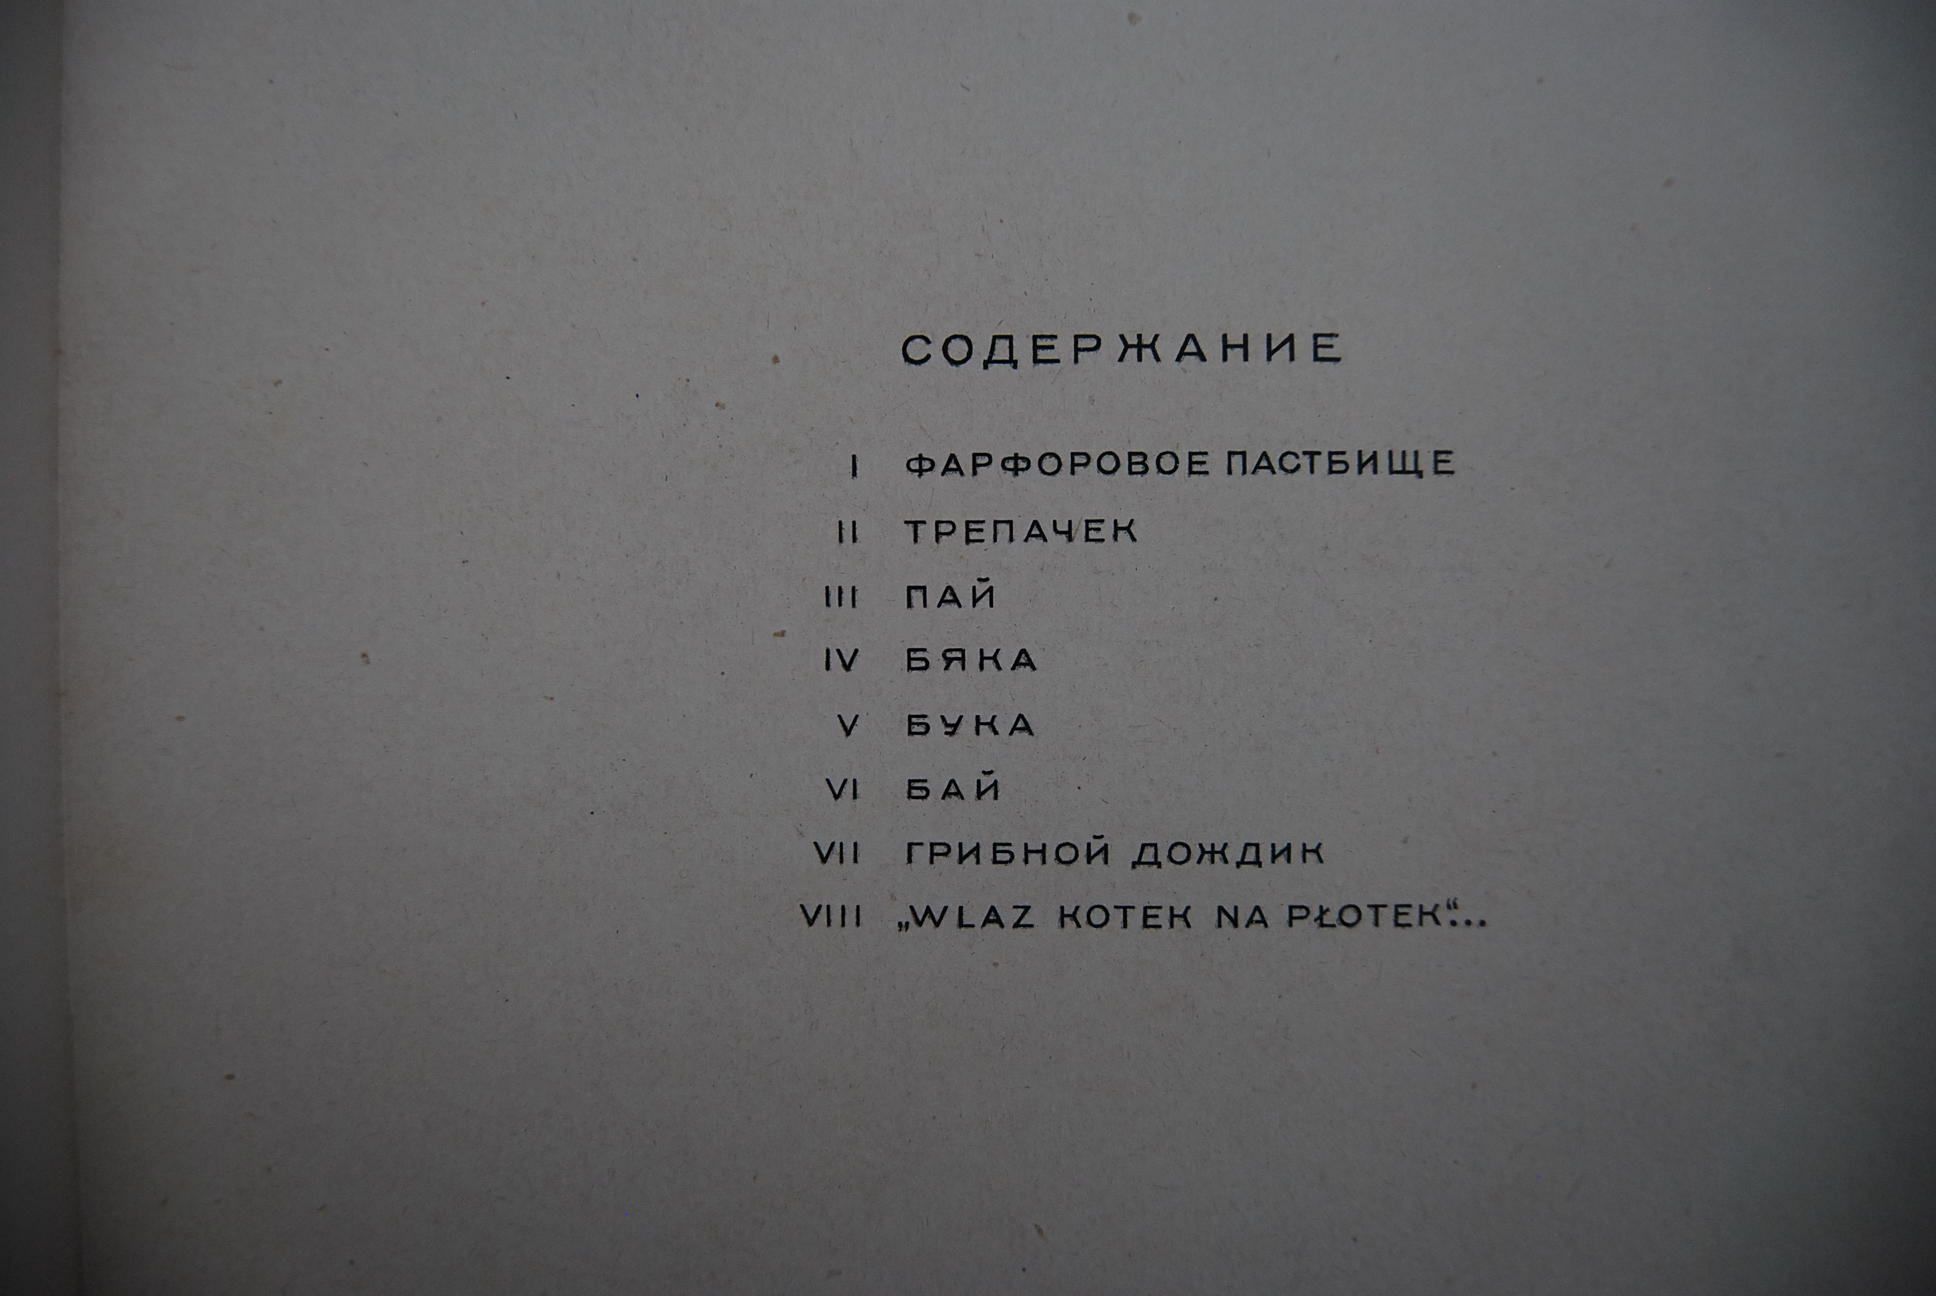 СОДЕРЖАНИЕ
I ФАРФОРОВОЕ ПАСТБИЩЕ
II ТРЕПАЧЕК
III ПАЙ
IV БЯКА
V БУКА
VI БАЙ
VII ГРИБНОЙ ДОЖДИК
VIII „WLAZ KOTEK NA PŁOTEK“...